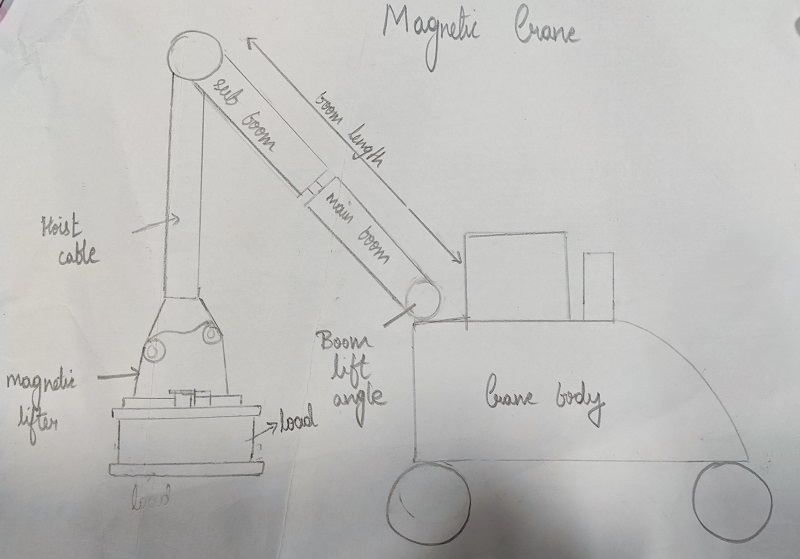 Magnetic Crane
sub boom
boom length
main boom
Hoist
cable
Boom
lift
angle
magnetic
lifter
load
Crane body
load